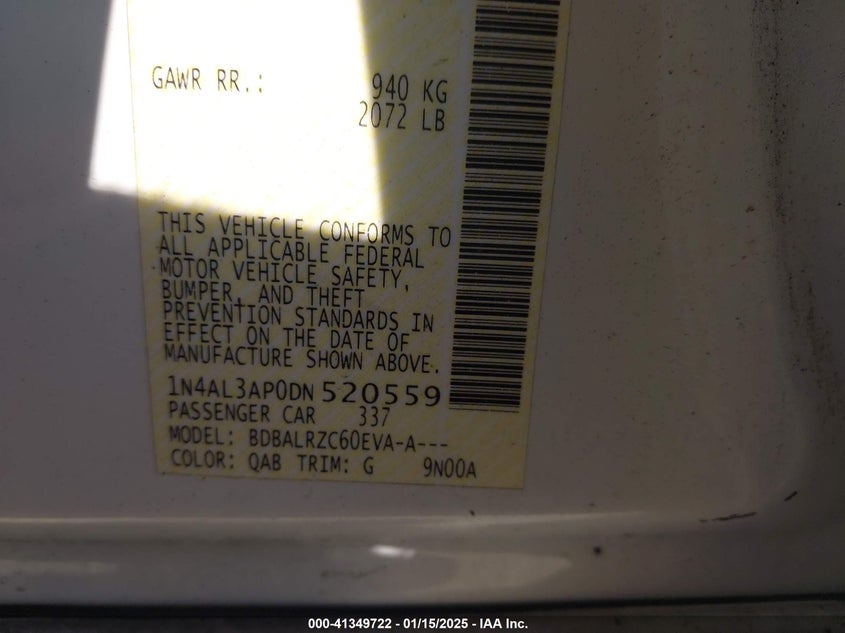 GAWR RR.: 940 KG
2072 LB
THIS VEHICLE CONFORMS TO
ALL APPLICABLE FEDERAL
MOTOR VEHICLE SAFETY,
BUMPER, AND THEFT
PREVENTION STANDARDS IN
EFFECT ON THE DATE OF
MANUFACTURE SHOWN ABOVE.
1N4AL3AP0DN 520559
PASSENGER CAR 337
MODEL: BDBALRZC60EVA-A---
COLOR: QAB TRIM: G 9N00A
000-41349722 - 01/15/2025 - IAA Inc.